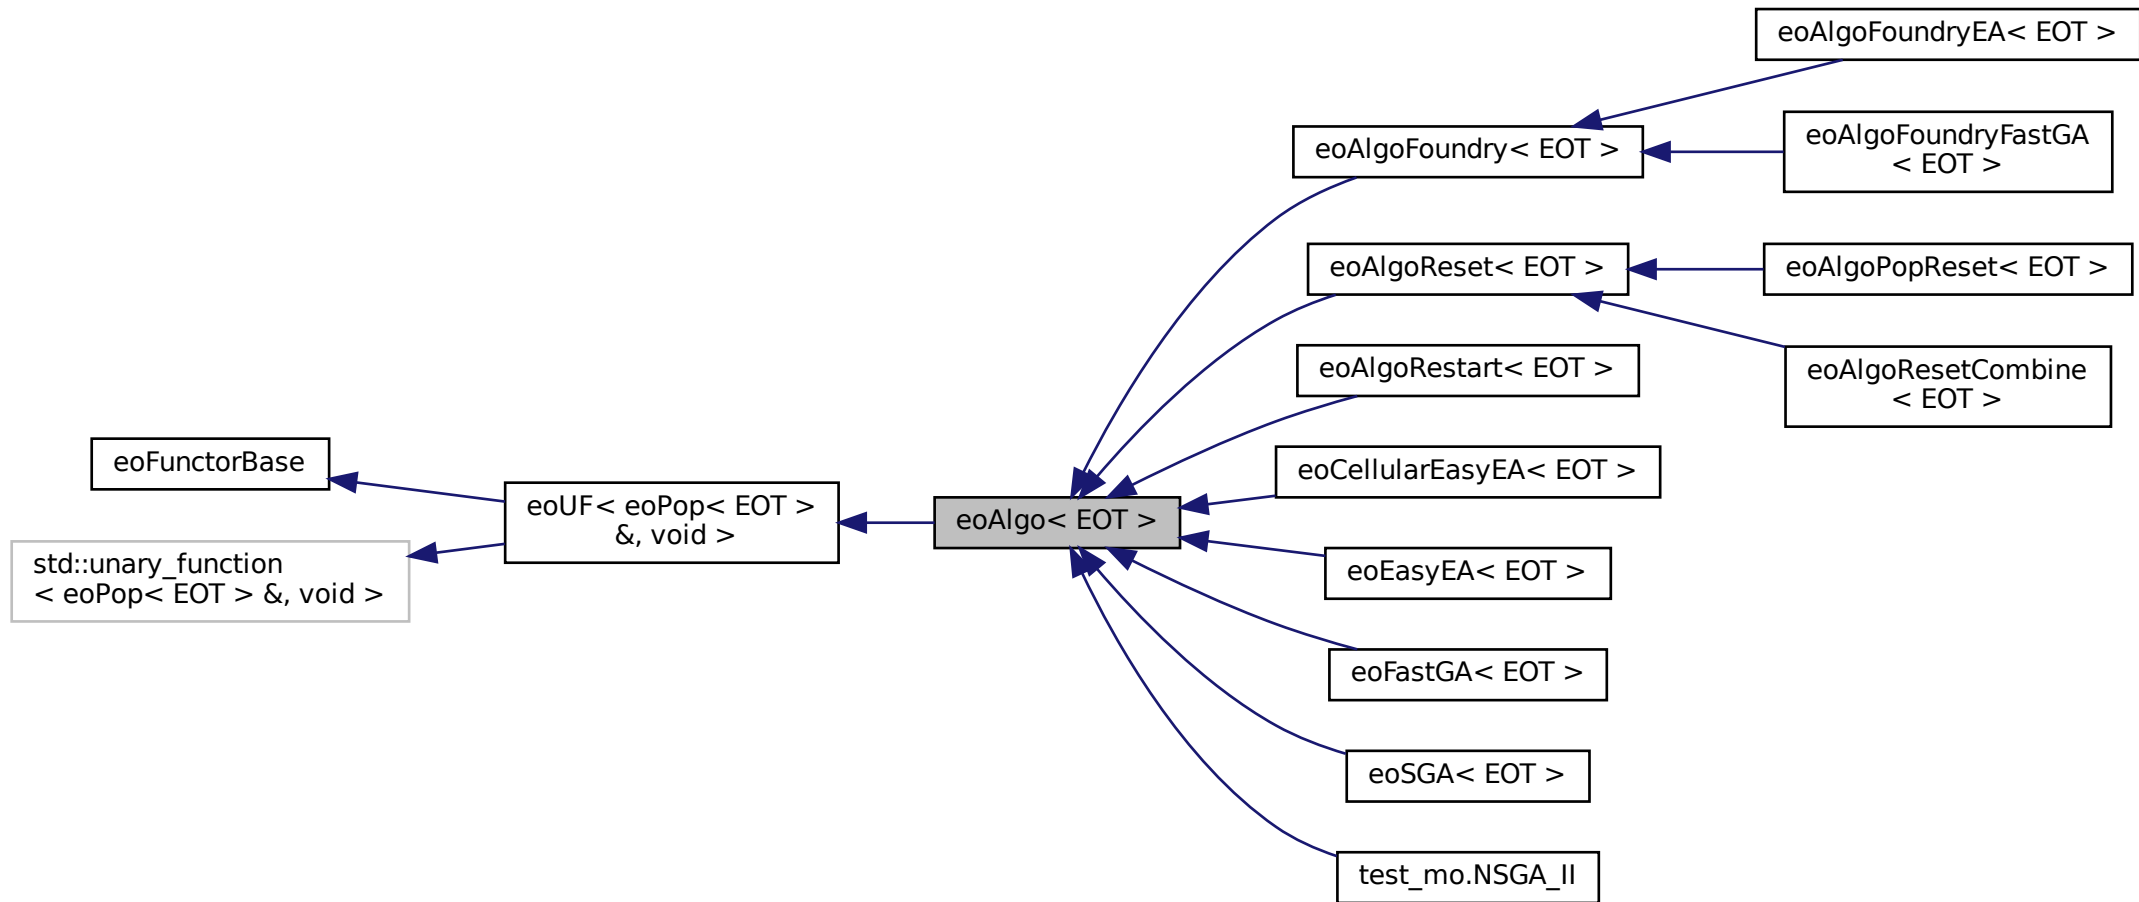 eoFunctorBase
std::unary_function
< eoPop< EOT > &, void >
eoUF< eoPop< EOT >
&, void >
eoAlgo< EOT >
eoAlgoFoundry< EOT >
eoAlgoReset< EOT >
eoAlgoRestart< EOT >
eoCellularEasyEA< EOT >
eoEasyEA< EOT >
eoFastGA< EOT >
eoSGA< EOT >
test_mo.NSGA_II
eoAlgoFoundryEA< EOT >
eoAlgoFoundryFastGA
< EOT >
eoAlgoPopReset< EOT >
eoAlgoResetCombine
< EOT >